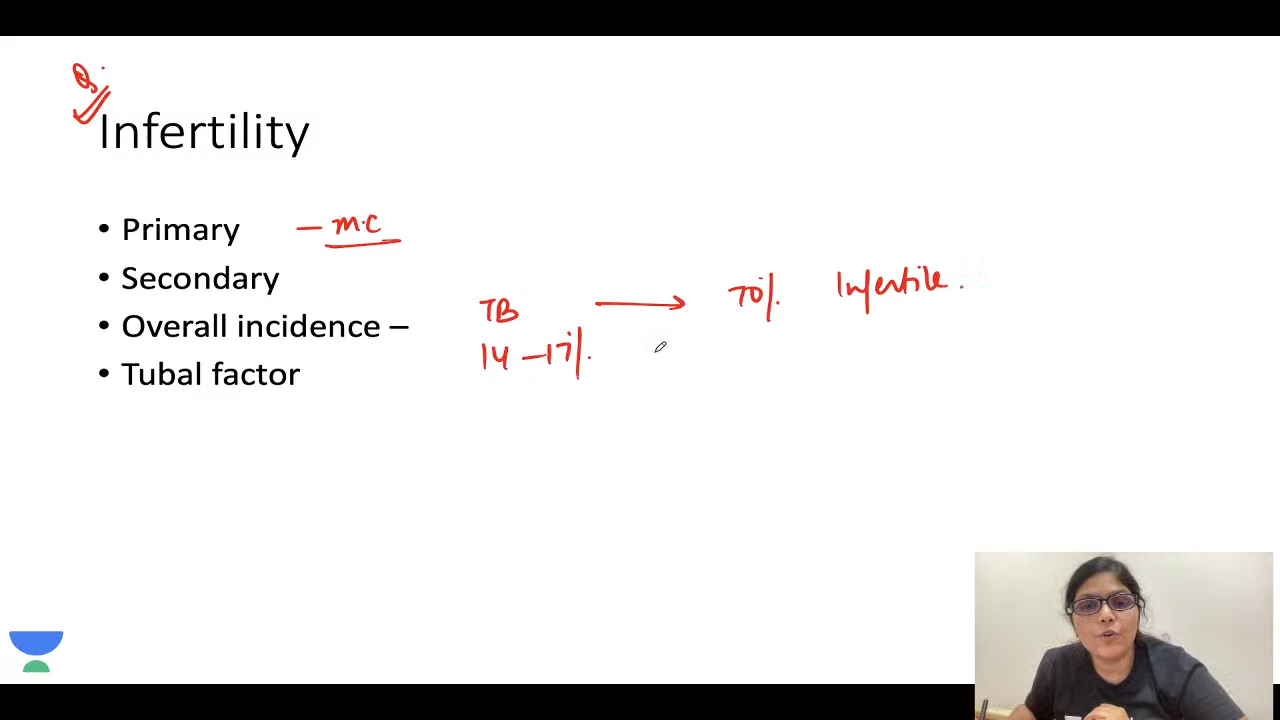 Q.
Infertility
• Primary — m.c
• Secondary
TB → 70%. Infertile.
• Overall incidence –
14 – 17%.
• Tubal factor